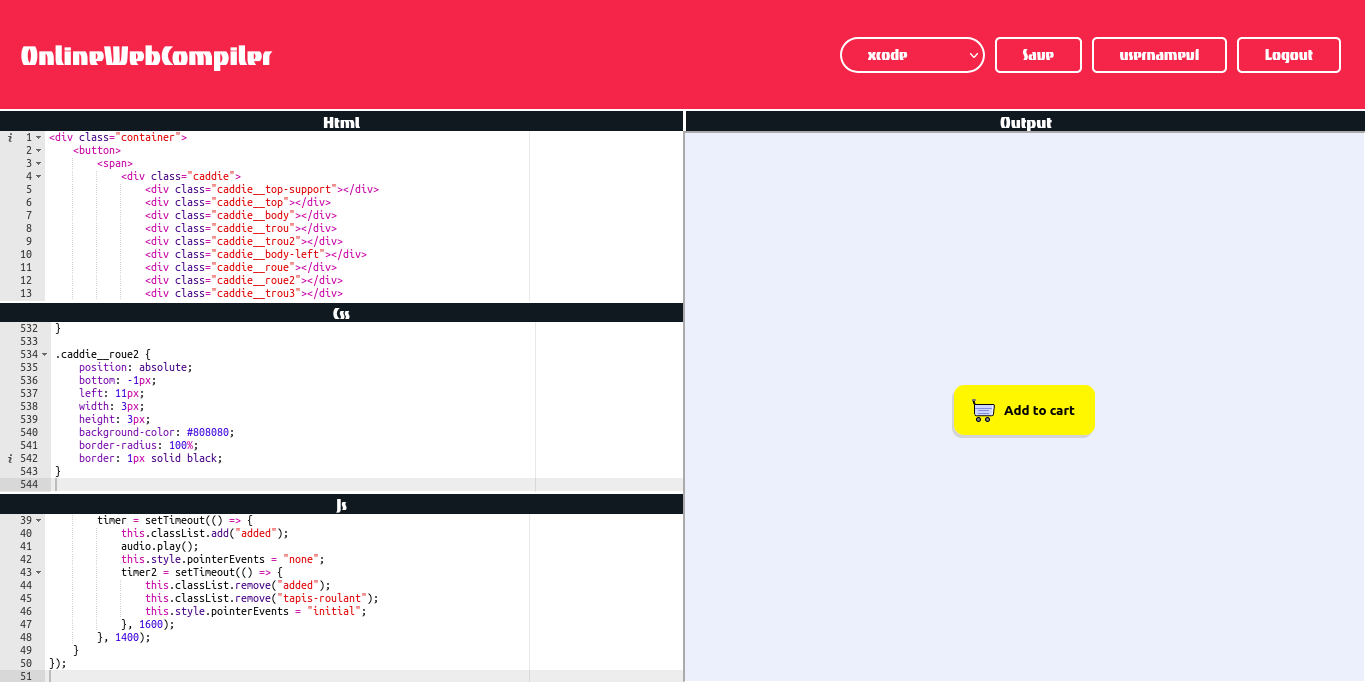 OnlineWebCompiler
xcode
Save
usernamevl
Logout
Html
i 1 <div class="container">
2 <button>
3 <span>
4 <div class="caddie">
5 <div class="caddie__top-support"></div>
6 <div class="caddie__top"></div>
7 <div class="caddie__body"></div>
8 <div class="caddie__trou"></div>
9 <div class="caddie__trou2"></div>
10 <div class="caddie__body-left"></div>
11 <div class="caddie__roue"></div>
12 <div class="caddie__roue2"></div>
13 <div class="caddie__trou3"></div>
Css
532 }
533
534 .caddie__roue2 {
535 position: absolute;
536 bottom: -1px;
537 left: 11px;
538 width: 3px;
539 height: 3px;
540 background-color: #808080;
541 border-radius: 100%;
i 542 border: 1px solid black;
543 }
544
Js
39 timer = setTimeout(() => {
40 this.classList.add("added");
41 audio.play();
42 this.style.pointerEvents = "none";
43 timer2 = setTimeout(() => {
44 this.classList.remove("added");
45 this.classList.remove("tapis-roulant");
46 this.style.pointerEvents = "initial";
47 }, 1600);
48 }, 1400);
49 }
50 });
51
Output
Add to cart